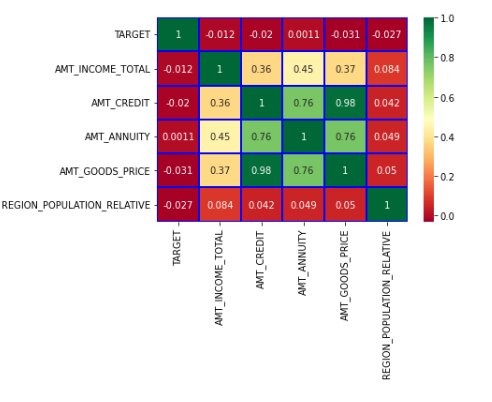 TARGET 1 -0.012 -0.02 0.0011 -0.031 -0.027
AMT_INCOME_TOTAL -0.012 1 0.36 0.45 0.37 0.084
AMT_CREDIT -0.02 0.36 1 0.76 0.98 0.042
AMT_ANNUITY 0.0011 0.45 0.76 1 0.76 0.049
AMT_GOODS_PRICE -0.031 0.37 0.98 0.76 1 0.05
REGION_POPULATION_RELATIVE -0.027 0.084 0.042 0.049 0.05 1
TARGET
AMT_INCOME_TOTAL
AMT_CREDIT
AMT_ANNUITY
AMT_GOODS_PRICE
REGION_POPULATION_RELATIVE
1.0
0.8
0.6
0.4
0.2
0.0